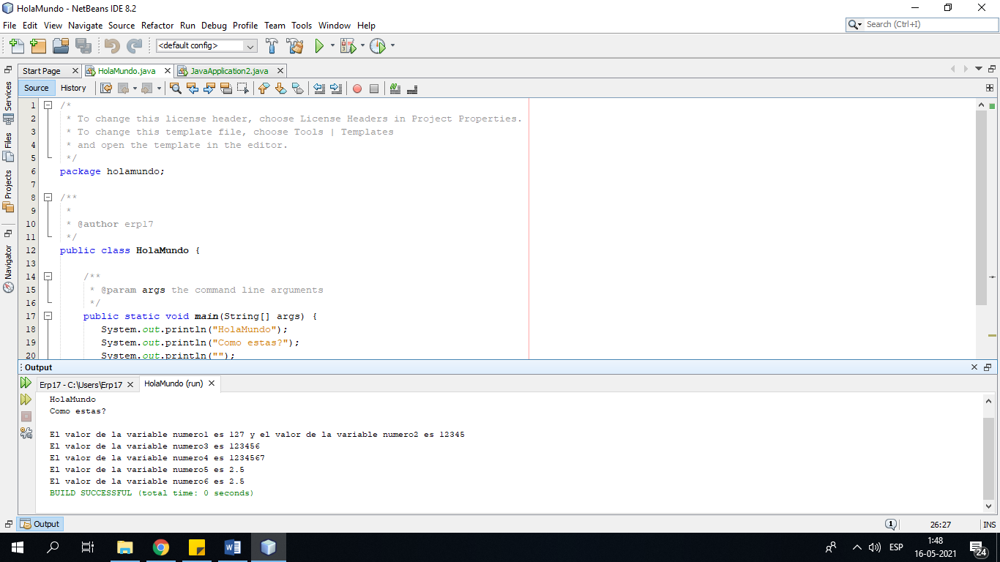 HolaMundo - NetBeans IDE 8.2
File Edit View Navigate Source Refactor Run Debug Profile Team Tools Window Help
Search (Ctrl+I)
<default config>
Start Page
HolaMundo.java
JavaApplication2.java
Source History
Services
Files
Projects
Navigator
1 /*
2 * To change this license header, choose License Headers in Project Properties.
3 * To change this template file, choose Tools | Templates
4 * and open the template in the editor.
5 */
6 package holamundo;
7
8 /**
9 *
10 * @author erp17
11 */
12 public class HolaMundo {
13
14 /**
15 * @param args the command line arguments
16 */
17 public static void main(String[] args) {
18 System.out.println("HolaMundo");
19 System.out.println("Como estas?");
20 System.out.println("");
Output
Erp17 - C:\Users\Erp17
HolaMundo (run)
HolaMundo
Como estas?
El valor de la variable numero1 es 127 y el valor de la variable numero2 es 12345
El valor de la variable numero3 es 123456
El valor de la variable numero4 es 1234567
El valor de la variable numero5 es 2.5
El valor de la variable numero6 es 2.5
BUILD SUCCESSFUL (total time: 0 seconds)
Output
1
26:27
INS
ESP
1:48
16-05-2021
24